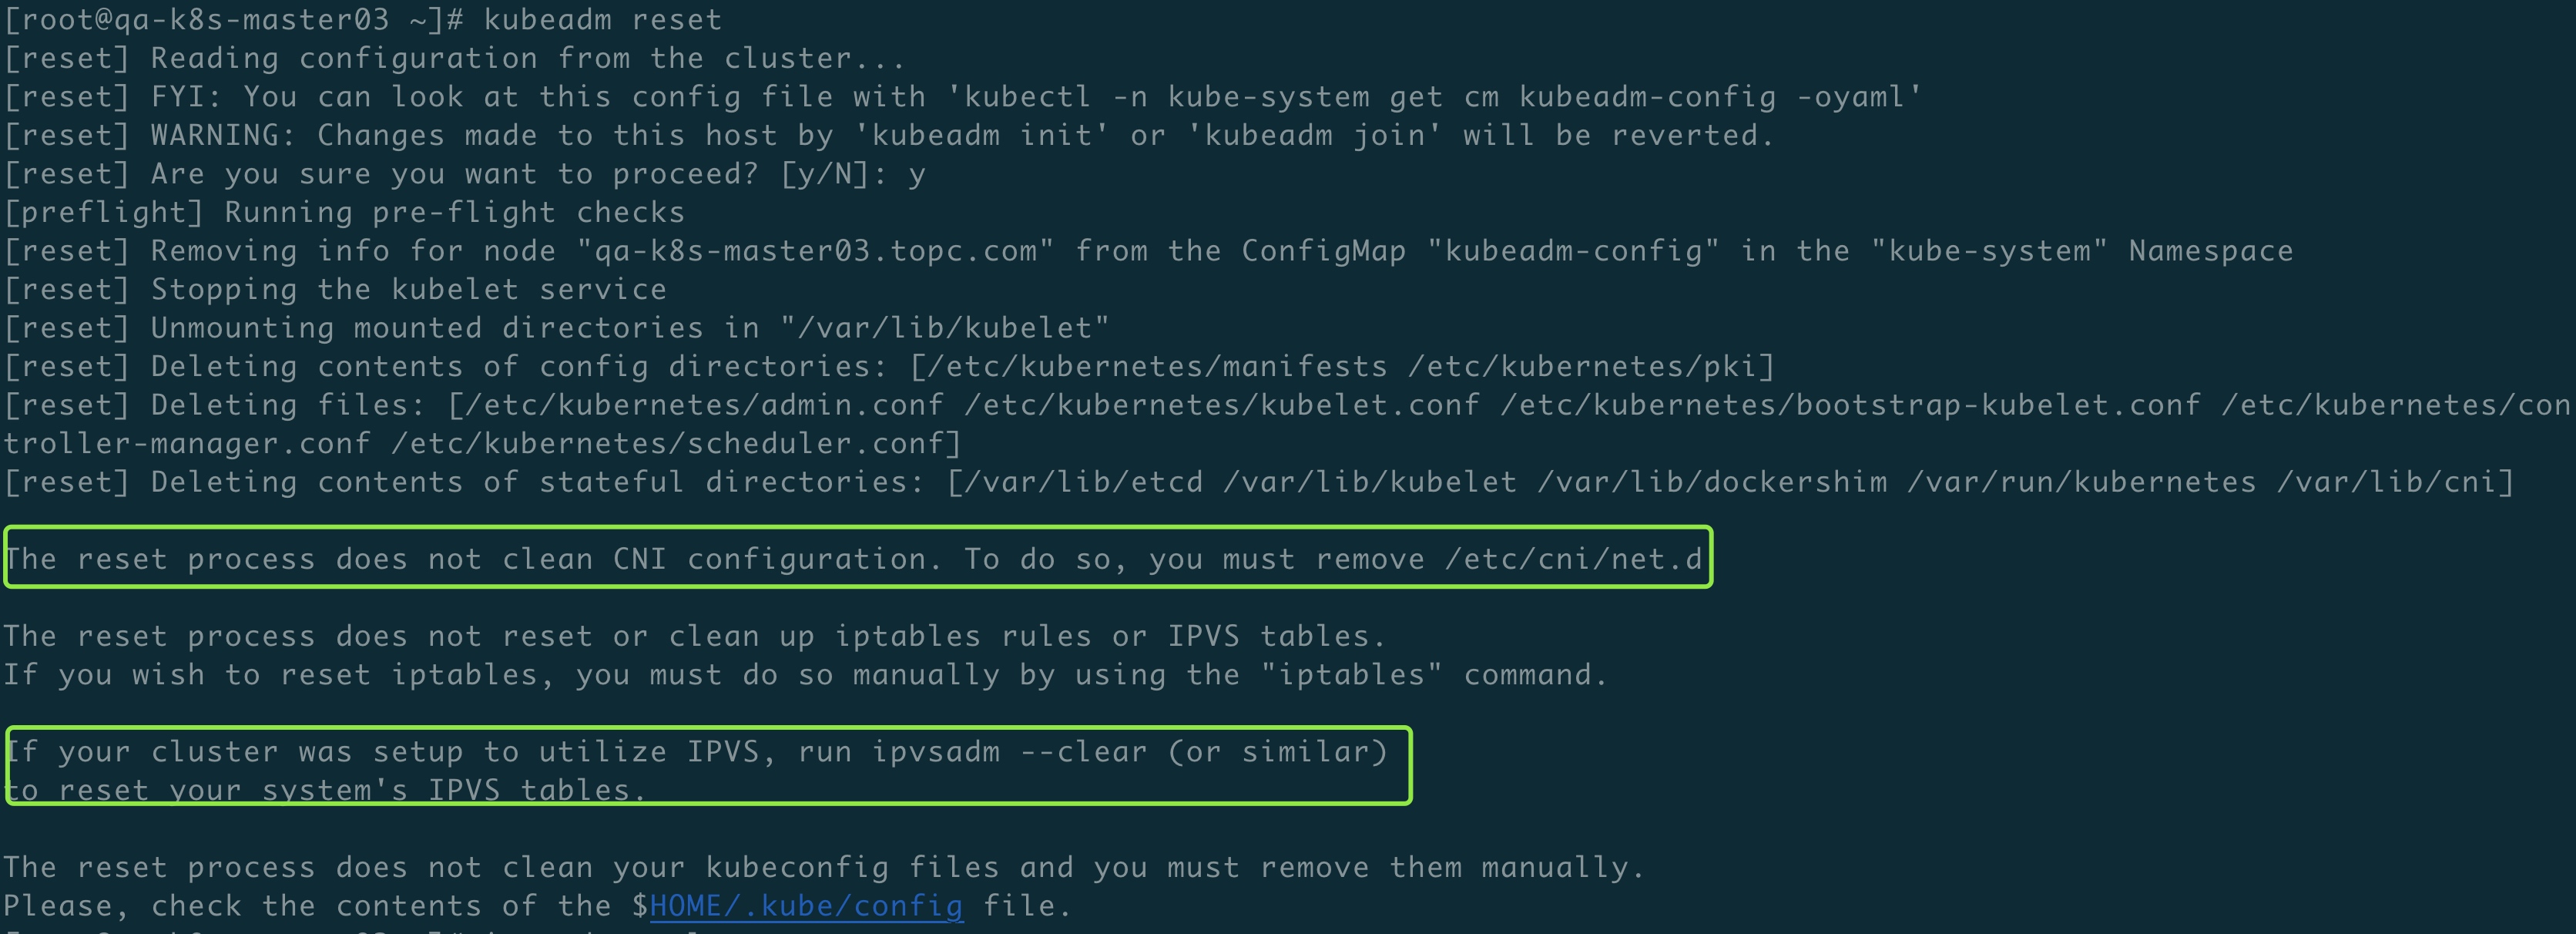 [root@qa-k8s-master03 ~]# kubeadm reset
[reset] Reading configuration from the cluster...
[reset] FYI: You can look at this config file with 'kubectl -n kube-system get cm kubeadm-config -oyaml'
[reset] WARNING: Changes made to this host by 'kubeadm init' or 'kubeadm join' will be reverted.
[reset] Are you sure you want to proceed? [y/N]: y
[preflight] Running pre-flight checks
[reset] Removing info for node "qa-k8s-master03.topc.com" from the ConfigMap "kubeadm-config" in the "kube-system" Namespace
[reset] Stopping the kubelet service
[reset] Unmounting mounted directories in "/var/lib/kubelet"
[reset] Deleting contents of config directories: [/etc/kubernetes/manifests /etc/kubernetes/pki]
[reset] Deleting files: [/etc/kubernetes/admin.conf /etc/kubernetes/kubelet.conf /etc/kubernetes/bootstrap-kubelet.conf /etc/kubernetes/con
troller-manager.conf /etc/kubernetes/scheduler.conf]
[reset] Deleting contents of stateful directories: [/var/lib/etcd /var/lib/kubelet /var/lib/dockershim /var/run/kubernetes /var/lib/cni]
The reset process does not clean CNI configuration. To do so, you must remove /etc/cni/net.d
The reset process does not reset or clean up iptables rules or IPVS tables.
If you wish to reset iptables, you must do so manually by using the "iptables" command.
If your cluster was setup to utilize IPVS, run ipvsadm --clear (or similar)
to reset your system's IPVS tables.
The reset process does not clean your kubeconfig files and you must remove them manually.
Please, check the contents of the $HOME/.kube/config file.